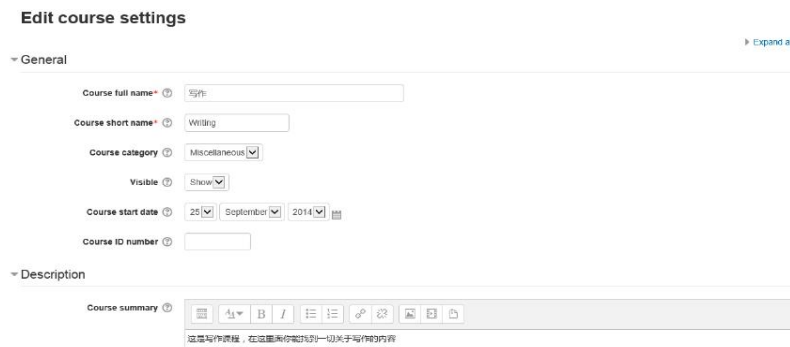 Edit course settings
Expand a
General
Course full name* 写作
Course short name* Writing
Course category Miscellaneous
Visible Show
Course start date 25 September 2014
Course ID number
Description
Course summary
B I
这是写作课程，在这里面你能找到一切关于写作的内容